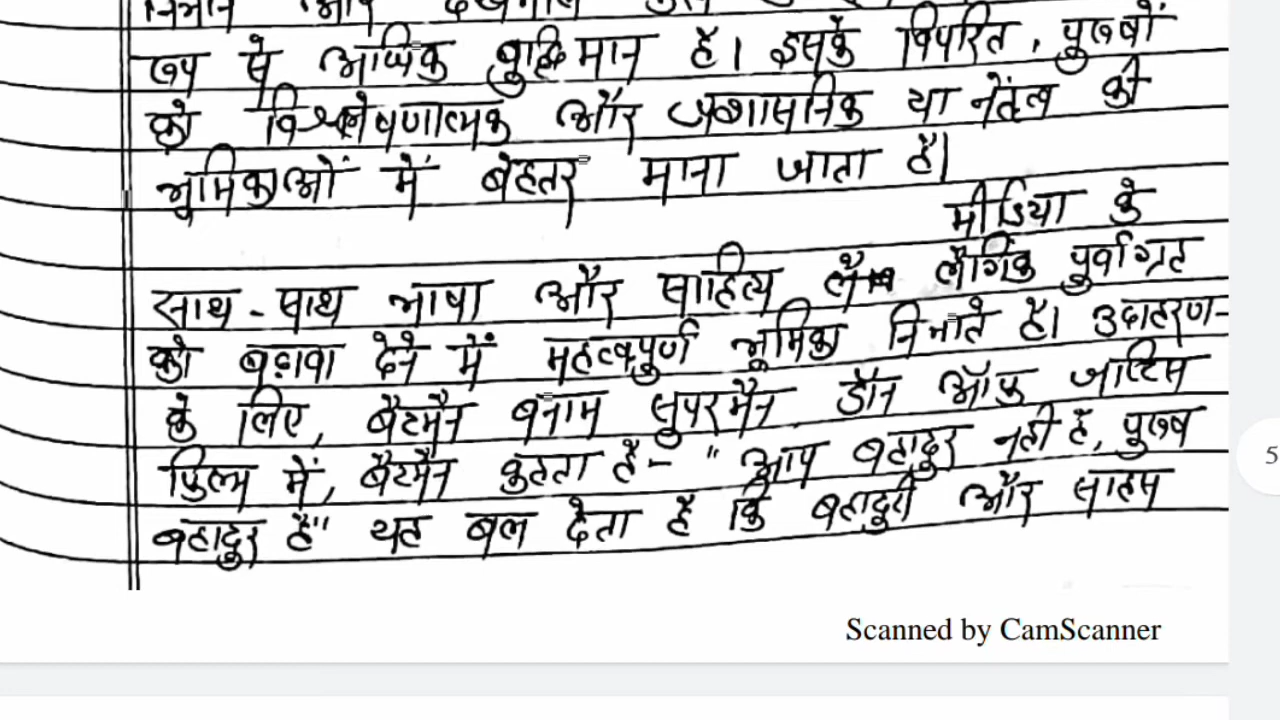 रूप से अधिक बुद्धिमान है। इसके विपरित, पुरुषों
को विश्लेषणात्मक और प्रशासनिक या नेतृत्व की
भूमिकाओं में बेहतर माना जाता है।
मीडिया के
साथ-साथ भाषा और साहित्य लैंगिक पुर्वाग्रह
को बढ़ावा देने में महत्वपुर्ण भूमिका निभाते है। उदाहरण-
के लिए, बैटमैन बनाम सुपरमैन डॉन ऑफ जास्टिस
फिल्म में, बैटमैन कहता है- "आप बहादुर नहीं है, पुरुष
बहादुर है" यह बल देता है कि बहादुरी और साहस
Scanned by CamScanner
5